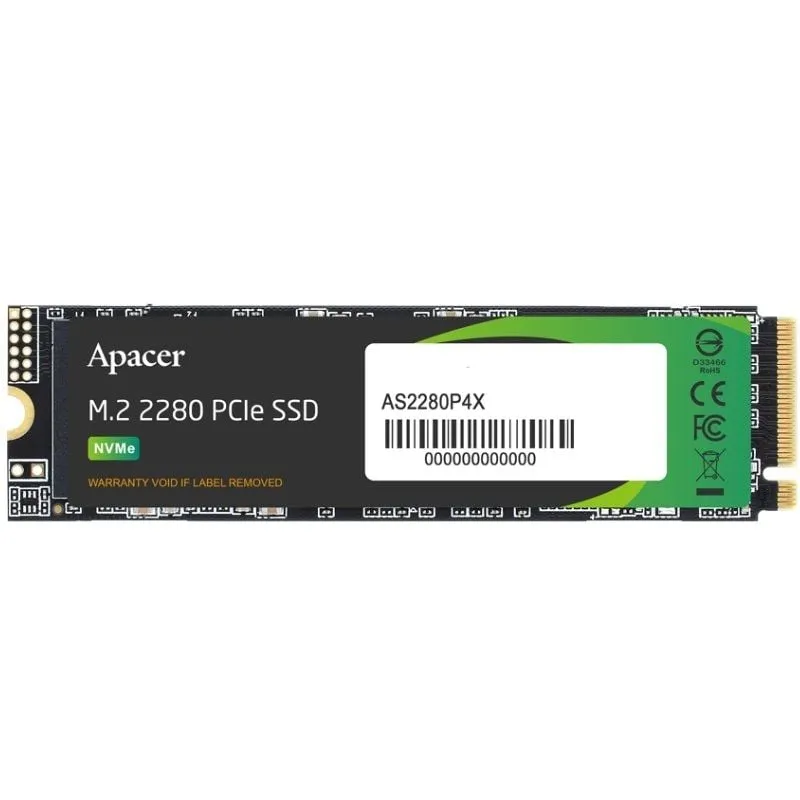 Apacer
M.2 2280 PCIe SSD
NVMe
WARRANTY VOID IF LABEL REMOVED
AS2280P4X
000000000000
D33466
RoHS
CE
FC